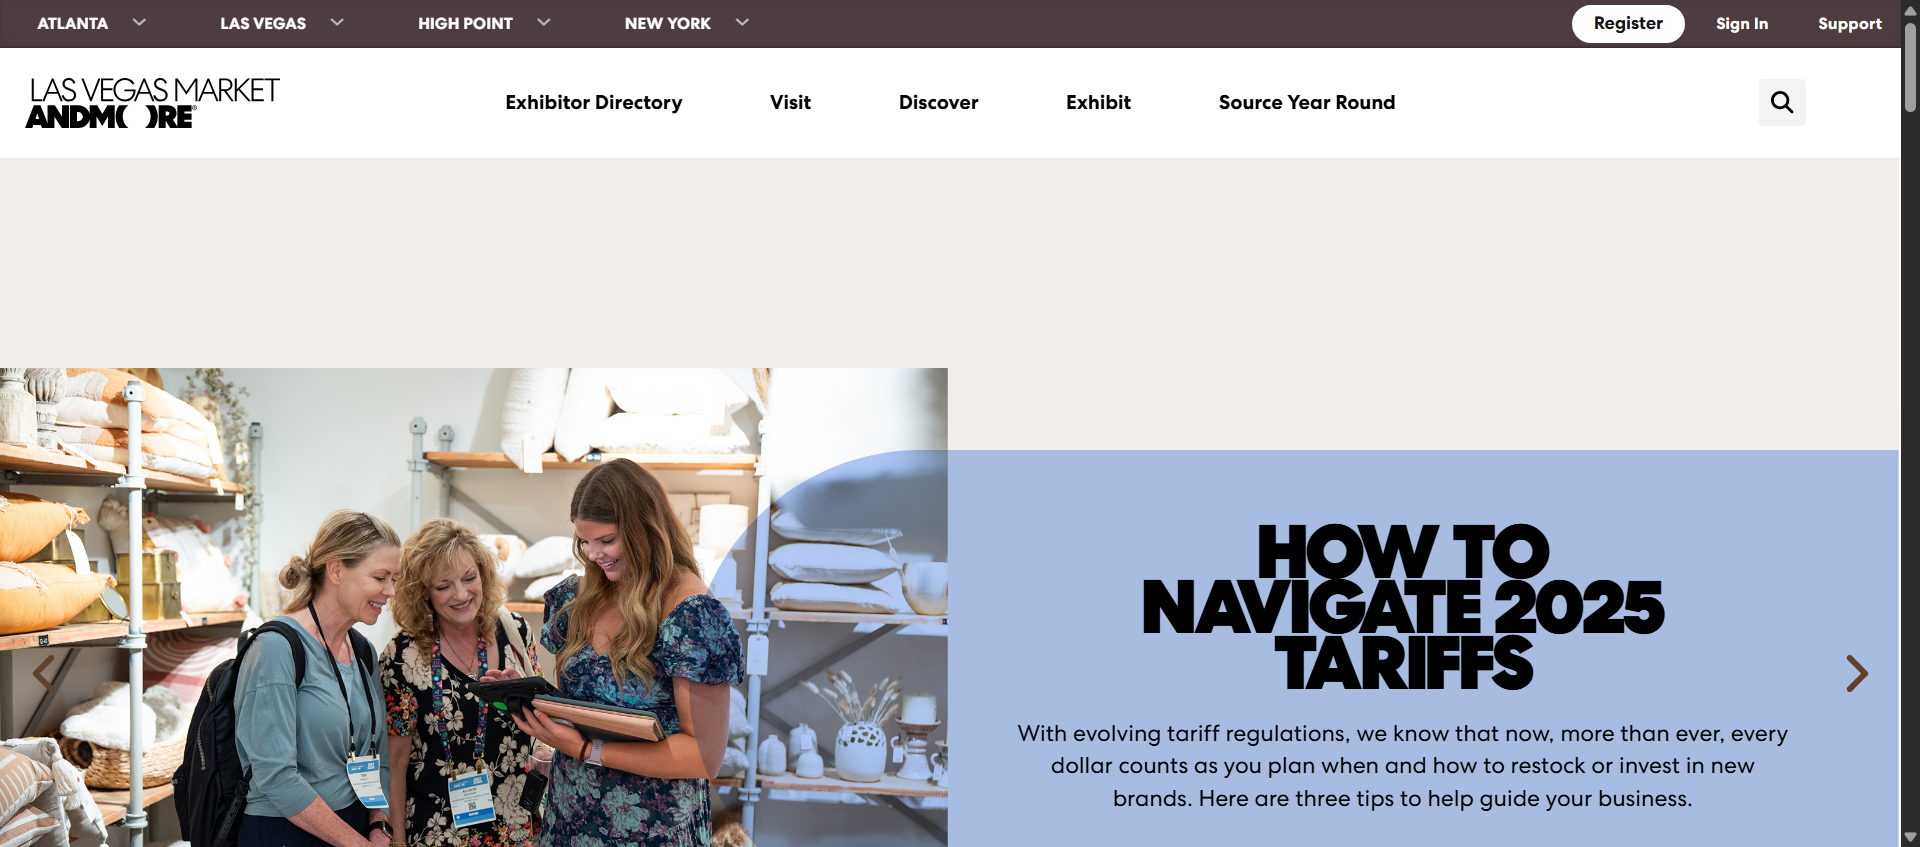 ATLANTA
LAS VEGAS
HIGH POINT
NEW YORK
Register
Sign In
Support
LAS VEGAS MARKET
ANDMORE®
Exhibitor Directory
Visit
Discover
Exhibit
Source Year Round
HOW TO
NAVIGATE 2025
TARIFFS
With evolving tariff regulations, we know that now, more than ever, every
dollar counts as you plan when and how to restock or invest in new
brands. Here are three tips to help guide your business.